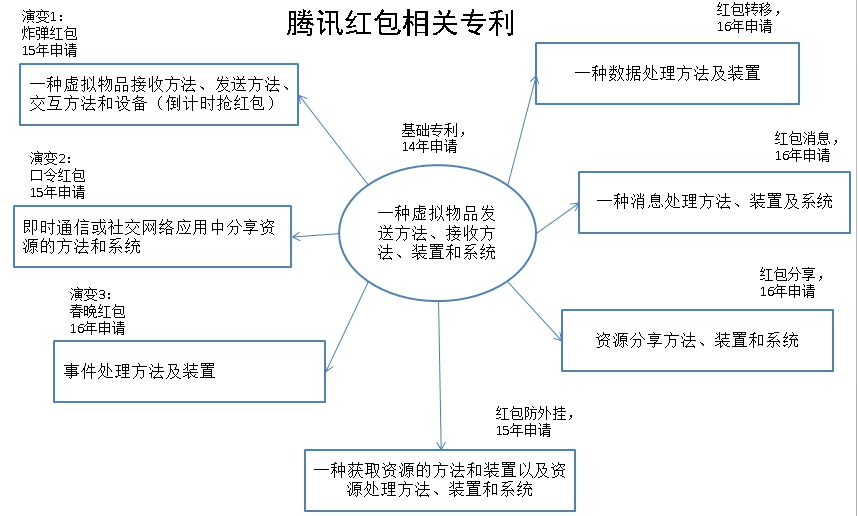 腾讯红包相关专利
演变1：
炸弹红包
15年申请
一种虚拟物品接收方法、发送方法、
交互方法和设备（倒计时抢红包）
红包转移，
16年申请
一种数据处理方法及装置
基础专利，
14年申请
一种虚拟物品发
送方法、接收方
法、装置和系统
演变2：
口令红包
15年申请
即时通信或社交网络应用中分享资
源的方法和系统
红包消息，
16年申请
一种消息处理方法、装置及系统
演变3：
春晚红包
16年申请
事件处理方法及装置
红包分享，
16年申请
资源分享方法、装置和系统
红包防外挂，
15年申请
一种获取资源的方法和装置以及资
源处理方法、装置和系统